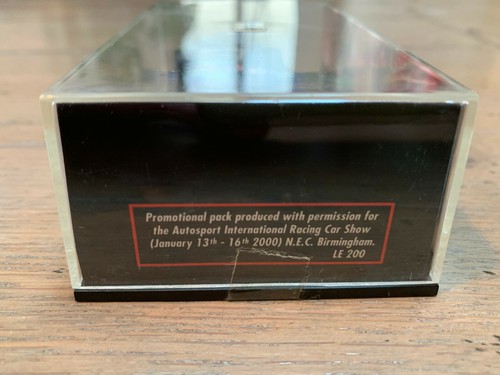 Promotional pack produced with permission for
the Autosport International Racing Car Show
(January 13th - 16th 2000) N.E.C. Birmingham.
LE 200